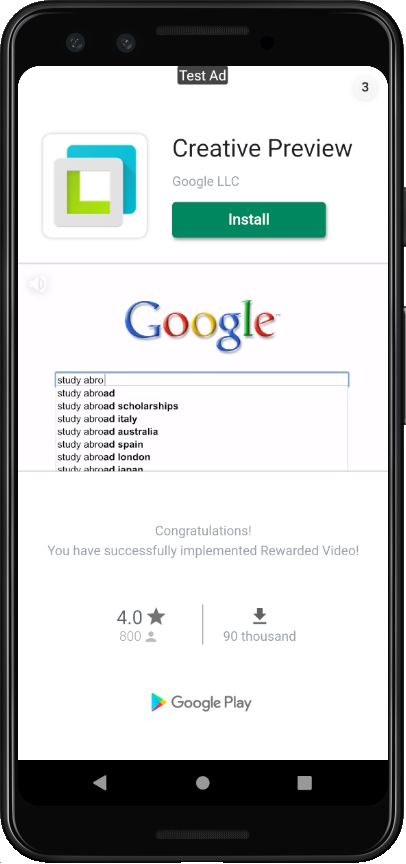 Test Ad
3
Creative Preview
Google LLC
Install
Google™
study abro
study abroad
study abroad scholarships
study abroad italy
study abroad australia
study abroad spain
study abroad london
study abroad japan
Congratulations!
You have successfully implemented Rewarded Video!
4.0
800
90 thousand
Google Play